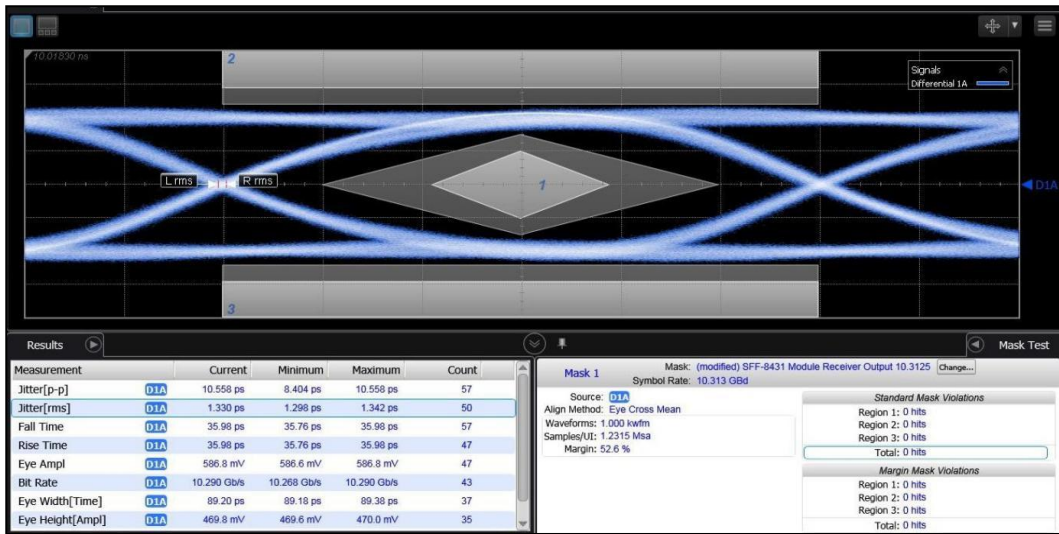 10.01830 ns
2
Signals
Differential 1A
L rms
R rms
1
D1A
3
Results
Mask Test
Measurement Current Minimum Maximum Count
Jitter[p-p] D1A 10.558 ps 8.404 ps 10.558 ps 57
Jitter[rms] D1A 1.330 ps 1.298 ps 1.342 ps 50
Fall Time D1A 35.98 ps 35.76 ps 35.98 ps 57
Rise Time D1A 35.98 ps 35.76 ps 35.98 ps 47
Eye Ampl D1A 586.8 mV 586.6 mV 586.8 mV 47
Bit Rate D1A 10.290 Gb/s 10.268 Gb/s 10.290 Gb/s 43
Eye Width[Time] D1A 89.20 ps 89.18 ps 89.38 ps 37
Eye Height[Ampl] D1A 469.8 mV 469.6 mV 470.0 mV 35
Mask 1
Mask: (modified) SFF-8431 Module Receiver Output 10.3125 Change...
Symbol Rate: 10.313 GBd
Source: D1A
Align Method: Eye Cross Mean
Waveforms: 1.000 kwfm
Samples/UI: 1.2315 Msa
Margin: 52.6 %
Standard Mask Violations
Region 1: 0 hits
Region 2: 0 hits
Region 3: 0 hits
Total: 0 hits
Margin Mask Violations
Region 1: 0 hits
Region 2: 0 hits
Region 3: 0 hits
Total: 0 hits